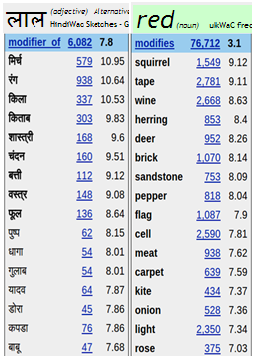 लाल (adjective) Alternative
HindiWac Sketches - G
modifier_of 6,082 7.8
मिर्च 579 10.95
रंग 938 10.64
किला 337 10.53
किताब 303 9.83
शास्त्री 168 9.6
चंदन 160 9.51
बत्ती 112 9.12
वस्त्र 148 9.08
फूल 136 8.64
पुष्प 62 8.15
धागा 54 8.01
गुलाब 54 8.01
यादव 64 7.87
डोरा 45 7.86
कपडा 76 7.86
बाबू 47 7.68
red (noun) ukWaC freq
modifies 76,712 3.1
squirrel 1,549 9.12
tape 2,781 9.11
wine 2,668 8.63
herring 853 8.4
deer 952 8.26
brick 1,070 8.14
sandstone 753 8.09
pepper 818 8.04
flag 1,087 7.9
cell 2,590 7.81
meat 938 7.62
carpet 639 7.59
kite 434 7.37
onion 528 7.36
light 2,350 7.34
rose 375 7.03